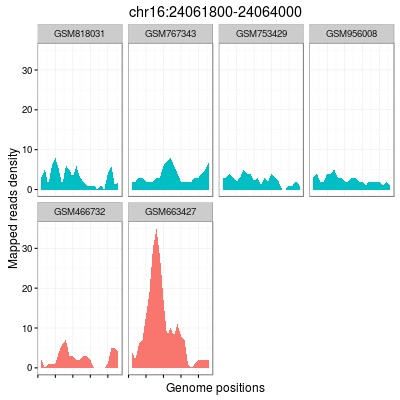 chr16:24061800-24064000
GSM818031 GSM767343 GSM753429 GSM956008
30
20
10
0
GSM466732 GSM663427
30
20
10
0
Mapped reads density
Genome positions